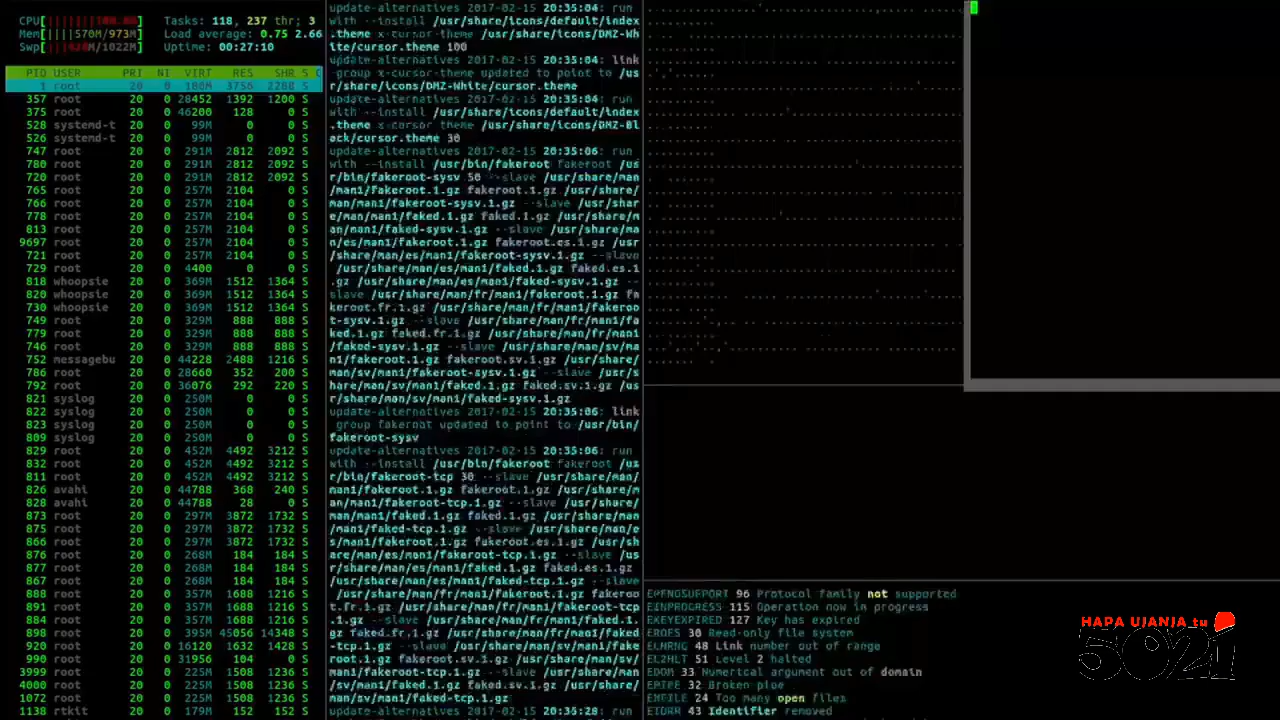 CPU[
Mem[||||570M/973M]
Swp[ M/1022M]
Tasks: 118, 237 thr; 3
Load average: 0.75 2.66
Uptime: 00:27:10
PID USER PRI NI VIRT RES SHR S
1 root 20 0 180M 3756 2288 S
357 root 20 0 28452 1392 1200 S
375 root 20 0 46200 128 0 S
528 systemd-t 20 0 99M 0 0 S
526 systemd-t 20 0 99M 0 0 S
747 root 20 0 291M 2812 2092 S
780 root 20 0 291M 2812 2092 S
720 root 20 0 291M 2812 2092 S
765 root 20 0 257M 2104 0 S
766 root 20 0 257M 2104 0 S
778 root 20 0 257M 2104 0 S
813 root 20 0 257M 2104 0 S
9697 root 20 0 257M 2104 0 S
721 root 20 0 257M 2104 0 S
729 root 20 0 4400 0 0 S
818 whoopsie 20 0 369M 1512 1364 S
820 whoopsie 20 0 369M 1512 1364 S
730 whoopsie 20 0 369M 1512 1364 S
749 root 20 0 329M 888 888 S
779 root 20 0 329M 888 888 S
746 root 20 0 329M 888 888 S
752 messagebu 20 0 44228 2488 1216 S
786 root 20 0 28660 352 200 S
792 root 20 0 36076 292 220 S
821 syslog 20 0 250M 0 0 S
822 syslog 20 0 250M 0 0 S
823 syslog 20 0 250M 0 0 S
809 syslog 20 0 250M 0 0 S
829 root 20 0 452M 4492 3212 S
832 root 20 0 452M 4492 3212 S
811 root 20 0 452M 4492 3212 S
826 avahi 20 0 44788 368 240 S
828 avahi 20 0 44788 28 0 S
873 root 20 0 297M 3872 1732 S
875 root 20 0 297M 3872 1732 S
866 root 20 0 297M 3872 1732 S
876 root 20 0 268M 184 184 S
877 root 20 0 268M 184 184 S
867 root 20 0 268M 184 184 S
888 root 20 0 357M 1688 1236 S
891 root 20 0 357M 1688 1236 S
884 root 20 0 357M 1688 1236 S
898 root 20 0 395M 45056 14348 S
920 root 20 0 16120 1632 1428 S
990 root 20 0 31956 104 0 S
3999 root 20 0 225M 1508 1236 S
4000 root 20 0 225M 1508 1236 S
1072 root 20 0 225M 1508 1236 S
1138 rtkit 20 0 179M 152 152 S
update-alternatives 2017-02-15 20:35:04: run
with --install /usr/share/icons/default/index
.theme x-cursor-theme /usr/share/icons/DMZ-Wh
ite/cursor.theme 100
update-alternatives 2017-02-15 20:35:04: link
group x-cursor-theme updated to point to /us
r/share/icons/DMZ-White/cursor.theme
update-alternatives 2017-02-15 20:35:04: run
with --install /usr/share/icons/default/index
.theme x-cursor-theme /usr/share/icons/DMZ-Bl
ack/cursor.theme 30
update-alternatives 2017-02-15 20:35:06: run
with --install /usr/bin/fakeroot fakeroot /us
r/bin/fakeroot-sysv 50 --slave /usr/share/man
/man1/fakeroot.1.gz fakeroot.1.gz /usr/share/
man/man1/fakeroot-sysv.1.gz --slave /usr/shar
e/man/man1/faked.1.gz faked.1.gz /usr/share/m
an/man1/faked-sysv.1.gz --slave /usr/share/ma
n/es/man1/fakeroot.1.gz fakeroot.es.1.gz /usr
/share/man/es/man1/fakeroot-sysv.1.gz --slave
/usr/share/man/es/man1/faked.1.gz faked.es.1
.gz /usr/share/man/es/man1/faked-sysv.1.gz --
slave /usr/share/man/fr/man1/fakeroot.1.gz fa
keroot.fr.1.gz /usr/share/man/fr/man1/fakeroo
t-sysv.1.gz --slave /usr/share/man/fr/man1/fa
ked.1.gz faked.fr.1.gz /usr/share/man/fr/man1
/faked-sysv.1.gz --slave /usr/share/man/sv/ma
n1/fakeroot.1.gz fakeroot.sv.1.gz /usr/share/
man/sv/man1/fakeroot-sysv.1.gz --slave /usr/s
hare/man/sv/man1/faked.1.gz faked.sv.1.gz /us
r/share/man/sv/man1/faked-sysv.1.gz
update-alternatives 2017-02-15 20:35:06: link
group fakeroot updated to point to /usr/bin/
fakeroot-sysv
update-alternatives 2017-02-15 20:35:06: run
with --install /usr/bin/fakeroot fakeroot /us
r/bin/fakeroot-tcp 30 --slave /usr/share/man/
man1/fakeroot.1.gz fakeroot.1.gz /usr/share/m
an/man1/fakeroot-tcp.1.gz --slave /usr/share/
man/man1/faked.1.gz faked.1.gz /usr/share/man
/man1/faked-tcp.1.gz --slave /usr/share/man/e
s/man1/fakeroot.1.gz fakeroot.es.1.gz /usr/sh
are/man/es/man1/fakeroot-tcp.1.gz --slave /us
r/share/man/es/man1/faked.1.gz faked.es.1.gz
/usr/share/man/es/man1/faked-tcp.1.gz --slave
/usr/share/man/fr/man1/fakeroot.1.gz fakeroo
t.fr.1.gz /usr/share/man/fr/man1/fakeroot-tcp
.1.gz --slave /usr/share/man/fr/man1/faked.1.
gz faked.fr.1.gz /usr/share/man/fr/man1/faked
-tcp.1.gz --slave /usr/share/man/sv/man1/fake
root.1.gz fakeroot.sv.1.gz /usr/share/man/sv/
man1/fakeroot-tcp.1.gz --slave /usr/share/man
/sv/man1/faked.1.gz faked.sv.1.gz /usr/share/
man/sv/man1/faked-tcp.1.gz
update-alternatives 2017-02-15 20:36:28: run
EPFNOSUPPORT 96 Protocol family not supported
EINPROGRESS 115 Operation now in progress
EKEYEXPIRED 127 Key has expired
EROFS 30 Read-only file system
ELNRNG 48 Link number out of range
EL2HLT 51 Level 2 halted
EDOM 33 Numerical argument out of domain
EPIPE 32 Broken pipe
EMFILE 24 Too many open files
EIDRM 43 Identifier removed
HAPA UJANJA tu
5021